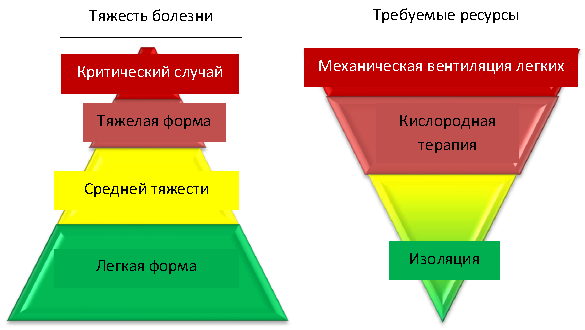 Тяжесть болезни
Критический случай
Тяжелая форма
Средней тяжести
Легкая форма
Требуемые ресурсы
Механическая вентиляция легких
Кислородная
терапия
Изоляция